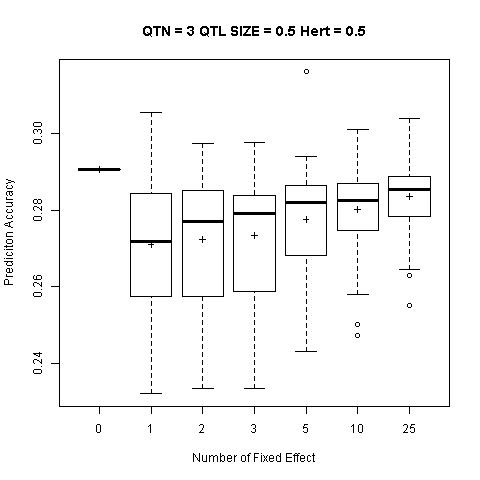 QTN = 3 QTL SIZE = 0.5 Hert = 0.5
Prediciton Accuracy
0.30
0.28
0.26
0.24
0 1 2 3 5 10 25
Number of Fixed Effect